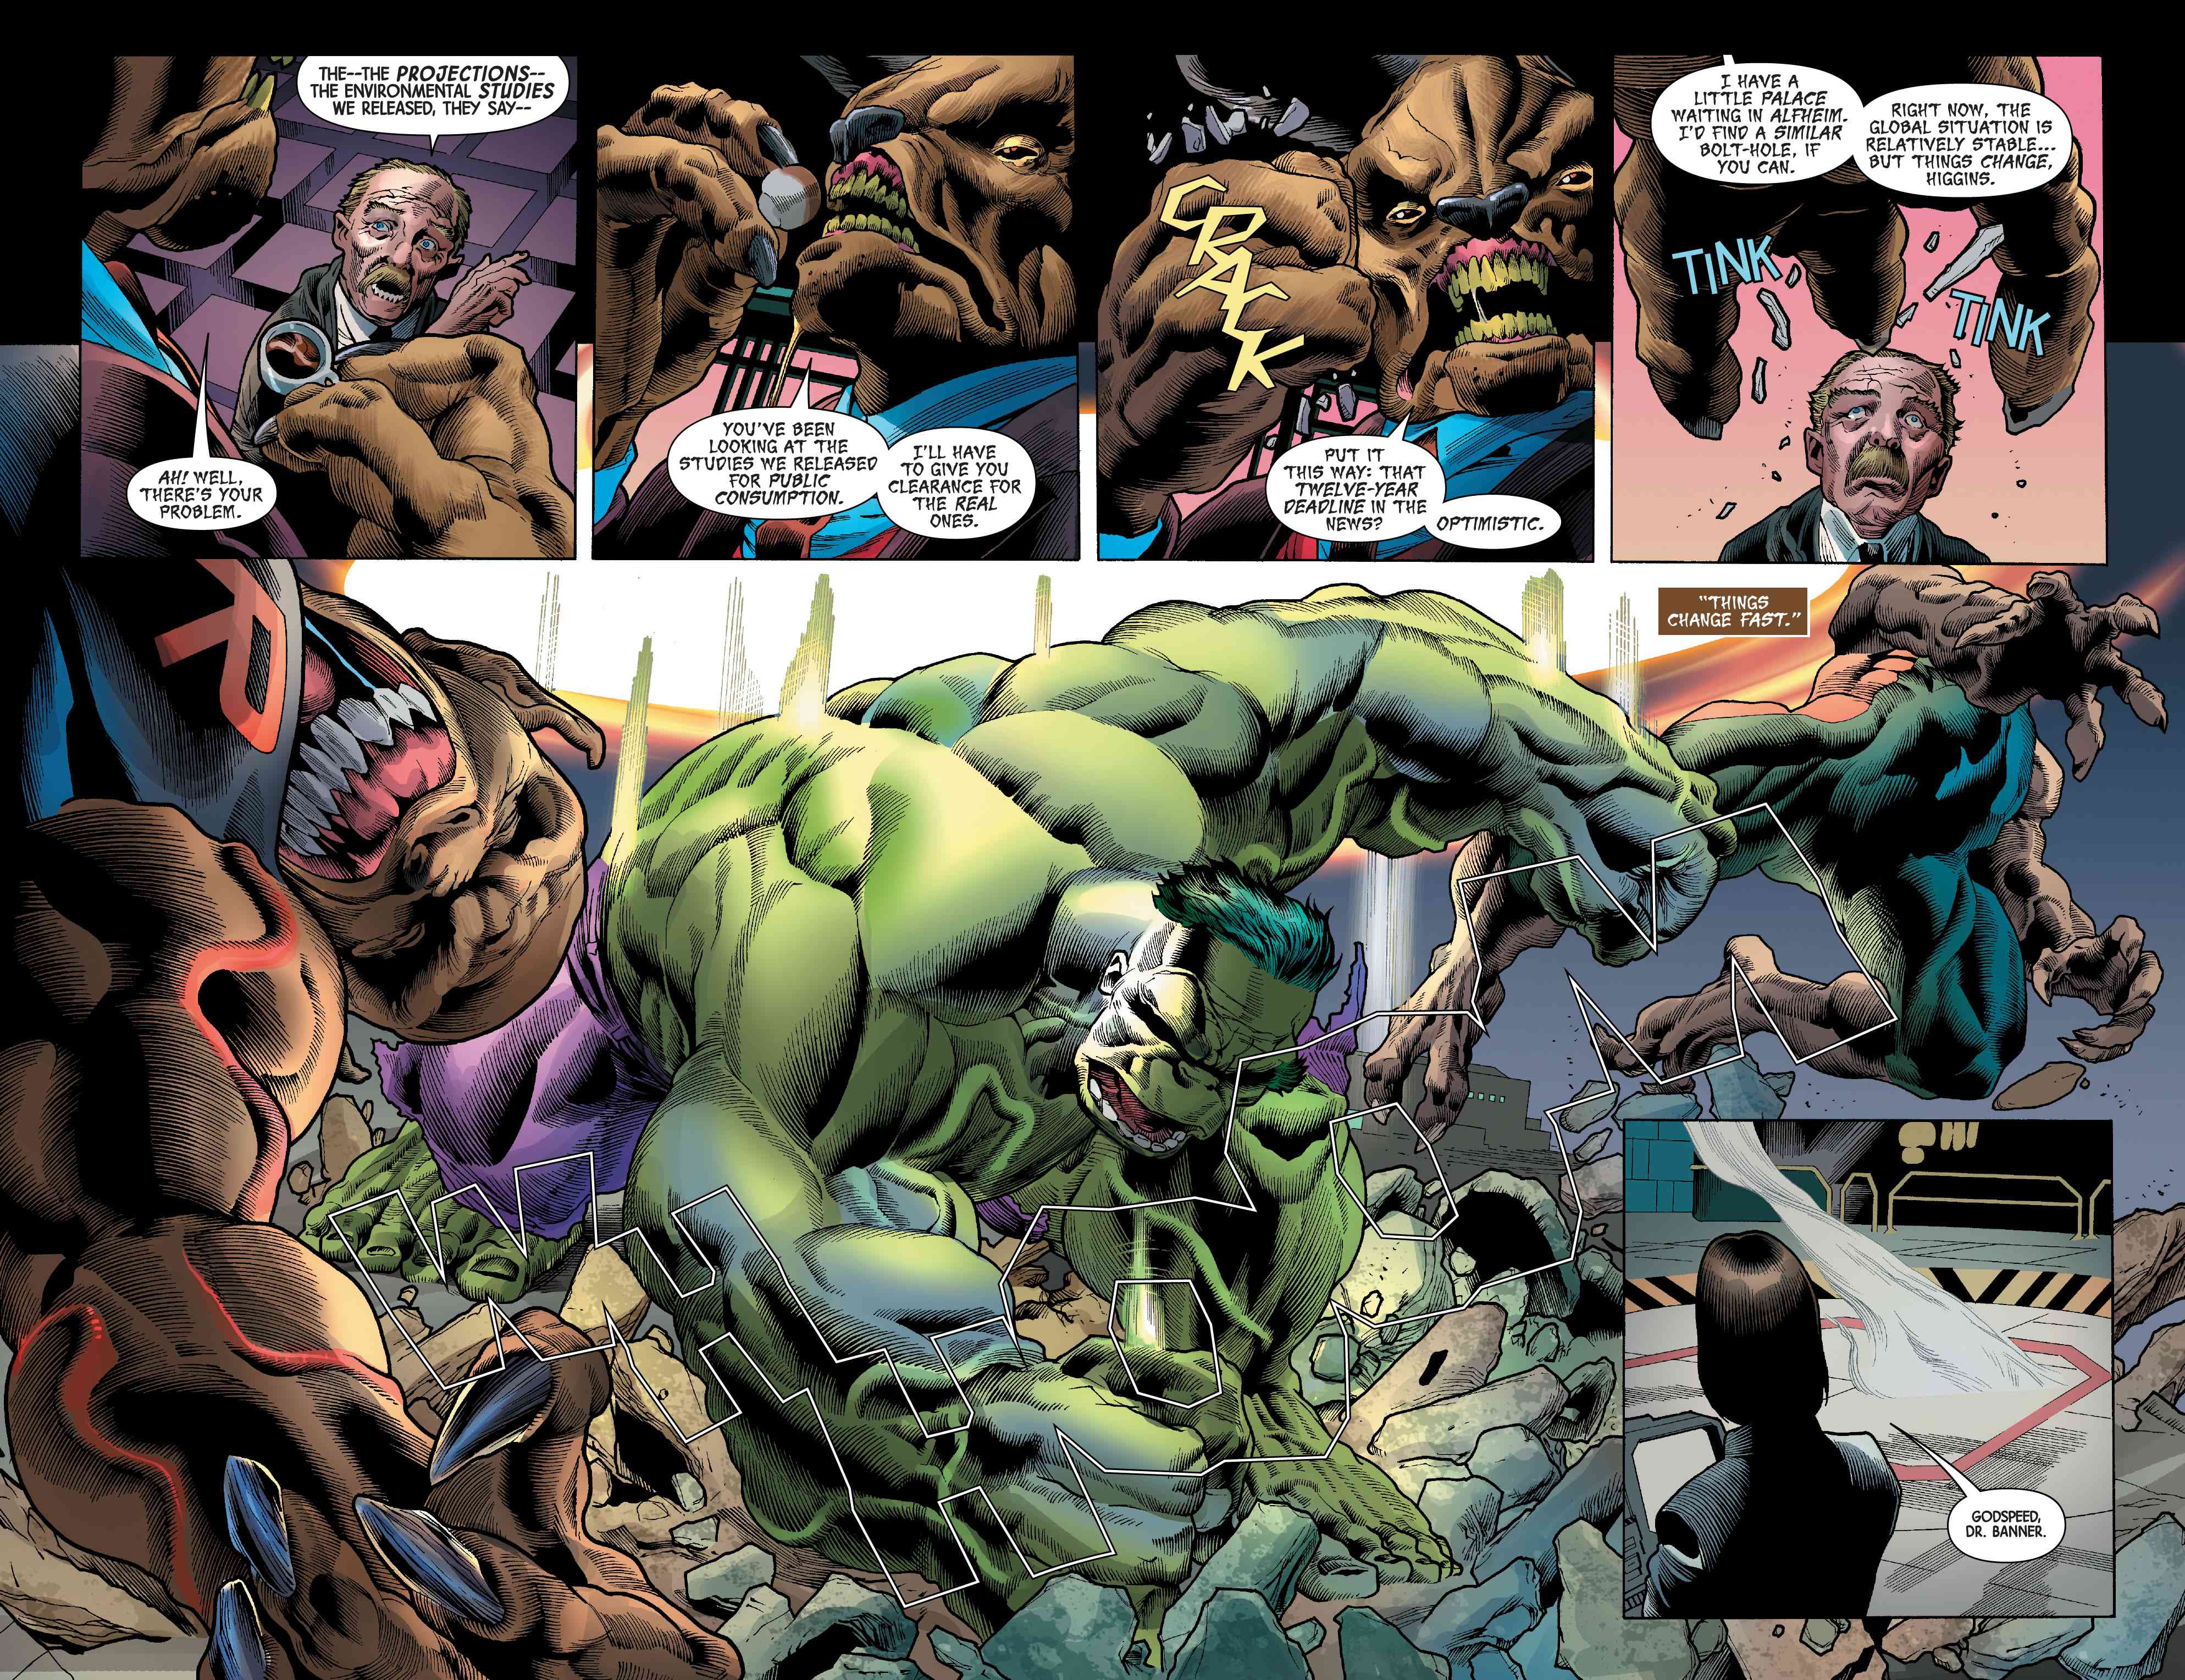 THE--THE PROJECTIONS--
THE ENVIRONMENTAL STUDIES
WE RELEASED, THEY SAY--
AH! WELL,
THERE'S YOUR
PROBLEM.
YOU'VE BEEN
LOOKING AT THE
STUDIES WE RELEASED
FOR PUBLIC
CONSUMPTION.
I'LL HAVE
TO GIVE YOU
CLEARANCE FOR
THE REAL
ONES.
CRACK
PUT IT
THIS WAY: THAT
TWELVE-YEAR
DEADLINE IN THE
NEWS?
OPTIMISTIC.
I HAVE A
LITTLE PALACE
WAITING IN ALFHEIM.
I'D FIND A SIMILAR
BOLT-HOLE, IF
YOU CAN.
RIGHT NOW, THE
GLOBAL SITUATION IS
RELATIVELY STABLE...
BUT THINGS CHANGE,
HIGGINS.
TINK
TINK
"THINGS
CHANGE FAST."
WHOOM
GODSPEED,
DR. BANNER.